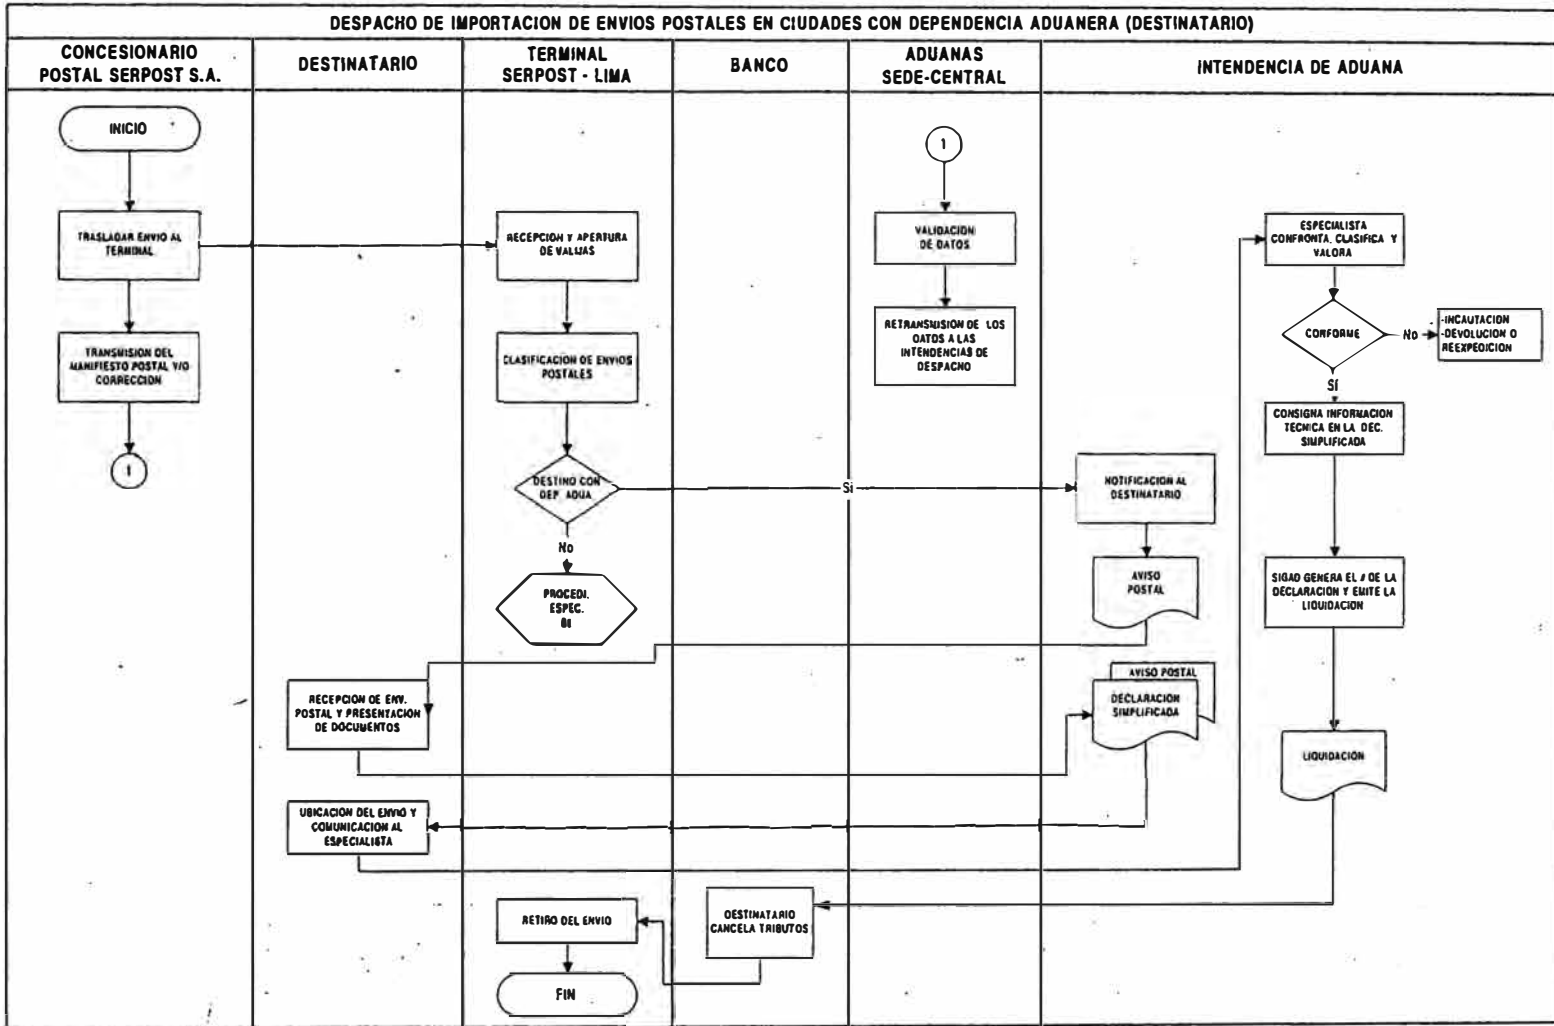 DESPACHO DE IMPORTACION DE ENVIOS POSTALES EN CIUDADES CON DEPENDENCIA ADUANERA (DESTINATARIO)
CONCESIONARIO
POSTAL SERPOST S.A.
DESTINATARIO
TERMINAL
SERPOST - LIMA
BANCO
ADUANAS
SEDE-CENTRAL
INTENDENCIA DE ADUANA
INICIO
TRASLADAR ENVIO AL
TERMINAL
TRANSMISION DEL
MANIFIESTO POSTAL Y/O
CORRECCION
1
RECEPCION DE ENV.
POSTAL Y PRESENTACION
DE DOCUMENTOS
UBICACION DEL ENVIO Y
COMUNICACION AL
ESPECIALISTA
RECEPCION Y APERTURA
DE VALIJAS
CLASIFICACION DE ENVIOS
POSTALES
DESTINO CON
DEP. ADUA
Si
No
PROCEDI.
ESPEC.
RETIRO DEL ENVIO
FIN
DESTINATARIO
CANCELA TRIBUTOS
1
VALIDACION
DE DATOS
RETRANSMISION DE LOS
DATOS A LAS
INTENDENCIAS DE
DESPACHO
NOTIFICACION AL
DESTINATARIO
AVISO
POSTAL
AVISO POSTAL
DECLARACION
SIMPLIFICADA
ESPECIALISTA
CONFRONTA, CLASIFICA Y
VALORA
CONFORME
No
-INCAUTACION
-DEVOLUCION O
REEXPEDICION
SÍ
CONSIGNA INFORMACION
TECNICA EN LA DEC.
SIMPLIFICADA
SIGAD GENERA EL # DE LA
DECLARACION Y EMITE LA
LIQUIDACION
LIQUIDACION